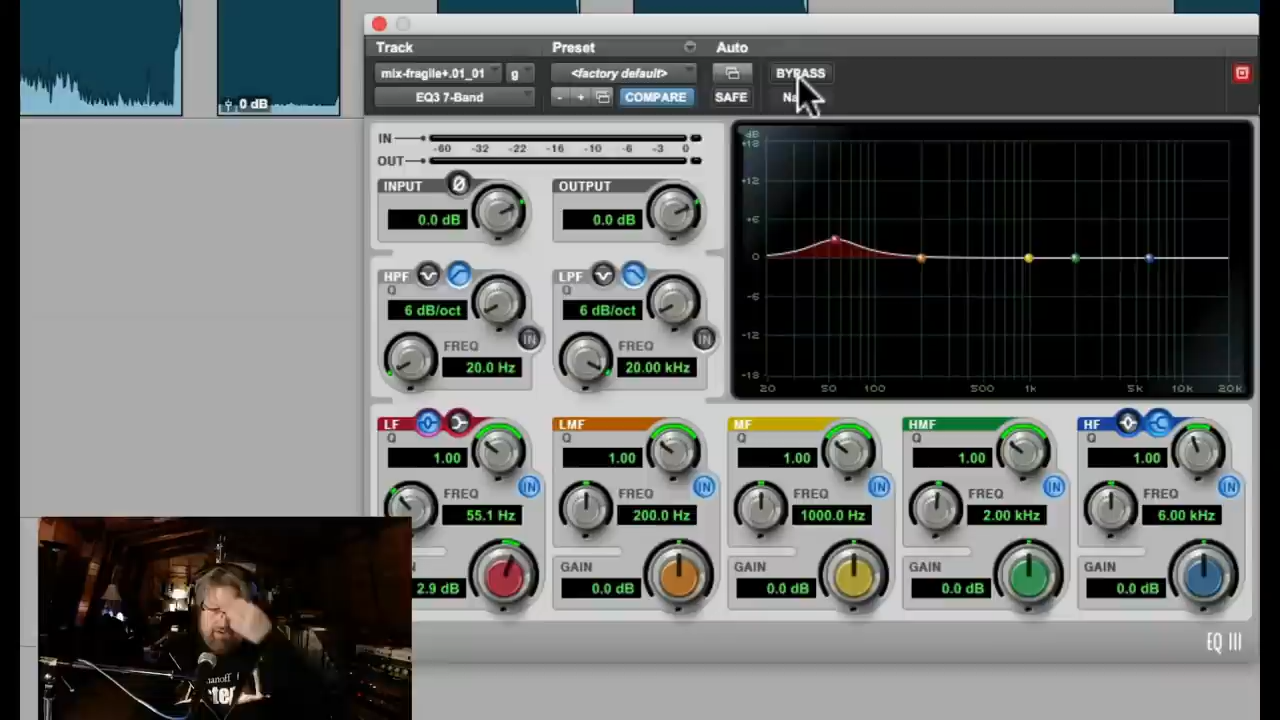 0 dB
Track Preset Auto
mix-fragile+.01_01 g <factory default> BYPASS
EQ3 7-Band - + COMPARE SAFE
IN
-60 -32 -22 -16 -10 -6 -3 0
OUT
INPUT Ø OUTPUT
0.0 dB 0.0 dB
HPF LPF
Q Q
6 dB/oct 6 dB/oct
IN IN
FREQ FREQ
20.0 Hz 20.00 kHz
dB
+18
+12
+6
0
-6
-12
-18
20 50 100 500 1k 5k 10k 20k
LF LMF MF HMF HF
Q Q Q Q Q
1.00 1.00 1.00 1.00 1.00
IN IN IN IN IN
FREQ FREQ FREQ FREQ FREQ
55.1 Hz 200.0 Hz 1000.0 Hz 2.00 kHz 6.00 kHz
N GAIN GAIN GAIN GAIN
2.9 dB 0.0 dB 0.0 dB 0.0 dB 0.0 dB
EQ III